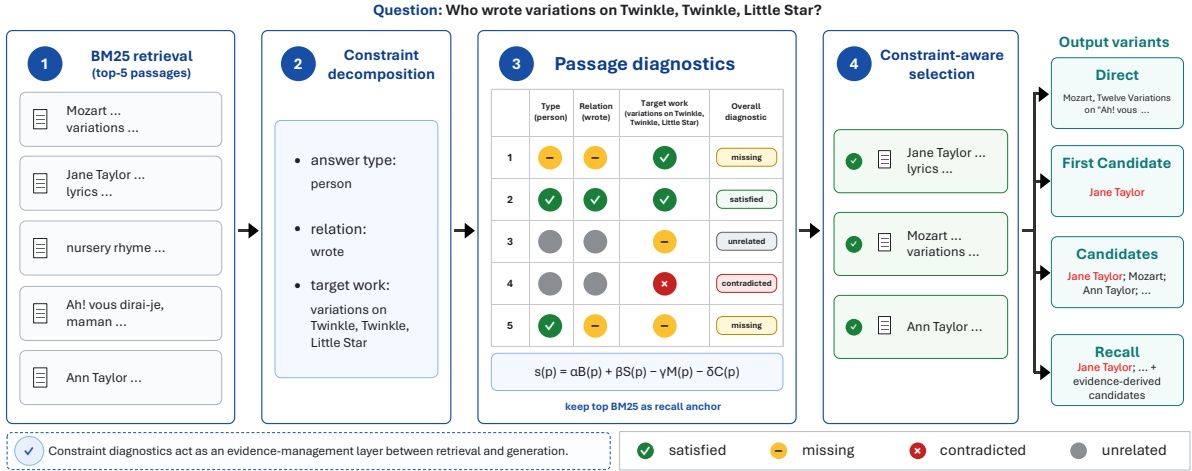 Question: Who wrote variations on Twinkle, Twinkle, Little Star?
1
BM25 retrieval
(top-5 passages)
Mozart ...
variations ...
Jane Taylor ...
lyrics ...
nursery rhyme ...
Ah! vous dirai-je,
maman ...
Ann Taylor ...
2
Constraint
decomposition
• answer type:
person
• relation:
wrote
• target work:
variations on
Twinkle, Twinkle,
Little Star
3
Passage diagnostics
Type
(person)
Relation
(wrote)
Target work
(variations on Twinkle,
Twinkle, Little Star)
Overall
diagnostic
1
missing
2
satisfied
3
unrelated
4
contradicted
5
missing
s(p) = αB(p) + βS(p) − γM(p) − δC(p)
keep top BM25 as recall anchor
4
Constraint-aware
selection
Jane Taylor ...
lyrics ...
Mozart ...
variations ...
Ann Taylor ...
Output variants
Direct
Mozart, Twelve Variations
on "Ah! vous ...
First Candidate
Jane Taylor
Candidates
Jane Taylor; Mozart;
Ann Taylor; ...
Recall
Jane Taylor; ... +
evidence-derived
candidates
Constraint diagnostics act as an evidence-management layer between retrieval and generation.
satisfied
missing
contradicted
unrelated